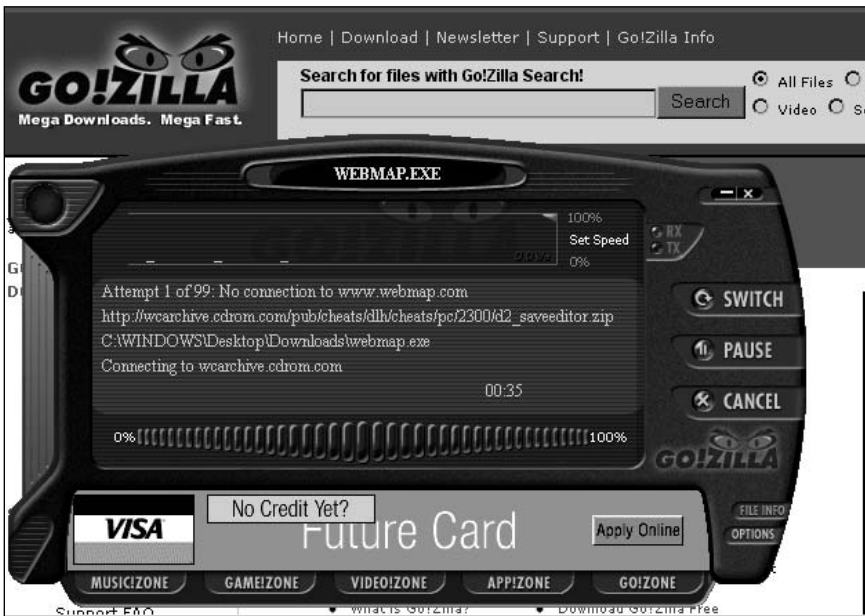 Home | Download | Newsletter | Support | Go!Zilla Info
GO!ZILLA
Mega Downloads. Mega Fast.
Search for files with Go!Zilla Search!
Search
All Files
Video
WEBMAP.EXE
100%
Set Speed
0%
RX
TX
Attempt 1 of 99: No connection to www.webmap.com
http://wcarchive.cdrom.com/pub/cheats/dlh/cheats/pc/2300/d2_saveeditor.zip
C:\WINDOWS\Desktop\Downloads\webmap.exe
Connecting to wcarchive.cdrom.com
00:35
0%
100%
SWITCH
PAUSE
CANCEL
GO!ZILLA
VISA
No Credit Yet?
Future Card
Apply Online
FILE INFO
OPTIONS
MUSIC!ZONE
GAME!ZONE
VIDEO!ZONE
APP!ZONE
GO!ZONE
Support FAQ
What is Go!Zilla?
Download Go!Zilla Free